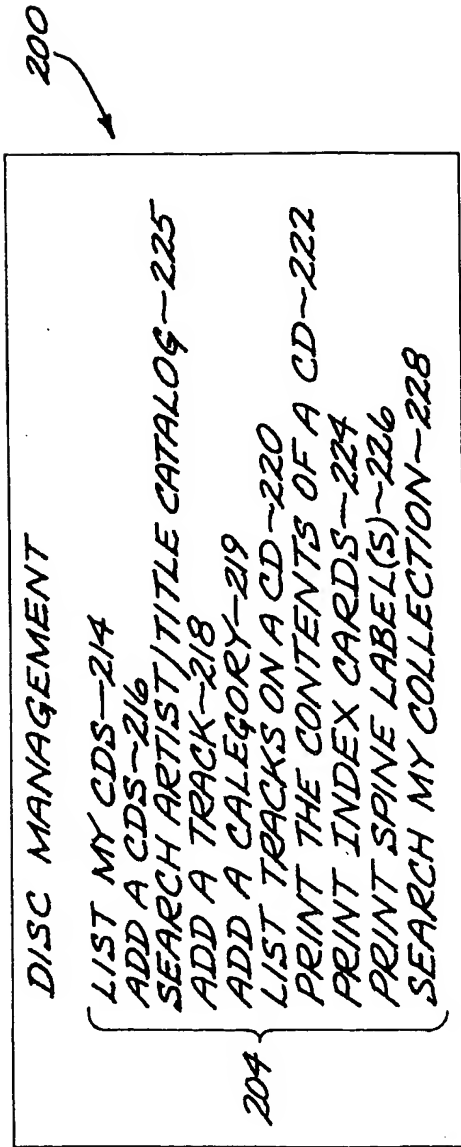 200
DISC MANAGEMENT
LIST MY CDS—214
ADD A CDS~216
SEARCH ARTIST/TITLE CATALOG~225
ADD A TRACK~218
ADD A CALEGORY~219
LIST TRACKS ON A CD~220
PRINT THE CONTENTS OF A CD~222
PRINT INDEX CARDS~224
PRINT SPINE LABEL(S)~226
SEARCH MY COLLECTION~228
204